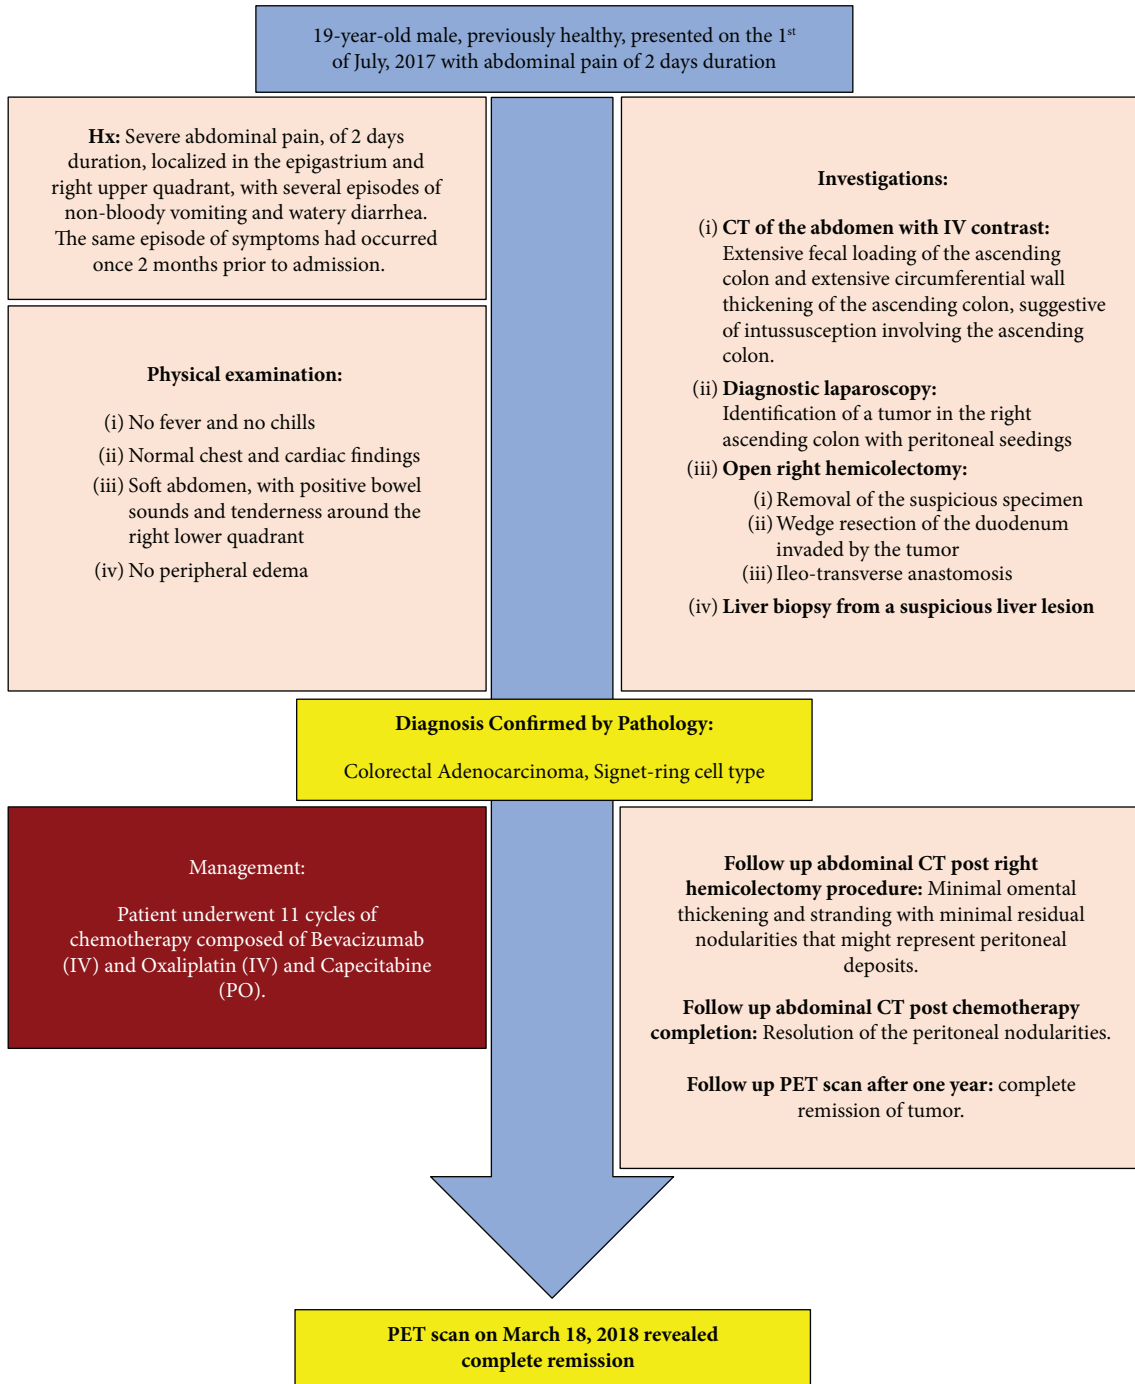 19-year-old male, previously healthy, presented on the 1st
of July, 2017 with abdominal pain of 2 days duration
Hx: Severe abdominal pain, of 2 days
duration, localized in the epigastrium and
right upper quadrant, with several episodes of
non-bloody vomiting and watery diarrhea.
The same episode of symptoms had occurred
once 2 months prior to admission.
Physical examination:
(i) No fever and no chills
(ii) Normal chest and cardiac findings
(iii) Soft abdomen, with positive bowel
sounds and tenderness around the
right lower quadrant
(iv) No peripheral edema
Investigations:
(i) CT of the abdomen with IV contrast:
Extensive fecal loading of the ascending
colon and extensive circumferential wall
thickening of the ascending colon, suggestive
of intussusception involving the ascending
colon.
(ii) Diagnostic laparoscopy:
Identification of a tumor in the right
ascending colon with peritoneal seedings
(iii) Open right hemicolectomy:
(i) Removal of the suspicious specimen
(ii) Wedge resection of the duodenum
invaded by the tumor
(iii) Ileo-transverse anastomosis
(iv) Liver biopsy from a suspicious liver lesion
Diagnosis Confirmed by Pathology:
Colorectal Adenocarcinoma, Signet-ring cell type
Management:
Patient underwent 11 cycles of
chemotherapy composed of Bevacizumab
(IV) and Oxaliplatin (IV) and Capecitabine
(PO).
Follow up abdominal CT post right
hemicolectomy procedure: Minimal omental
thickening and stranding with minimal residual
nodularities that might represent peritoneal
deposits.
Follow up abdominal CT post chemotherapy
completion: Resolution of the peritoneal nodularities.
Follow up PET scan after one year: complete
remission of tumor.
PET scan on March 18, 2018 revealed
complete remission